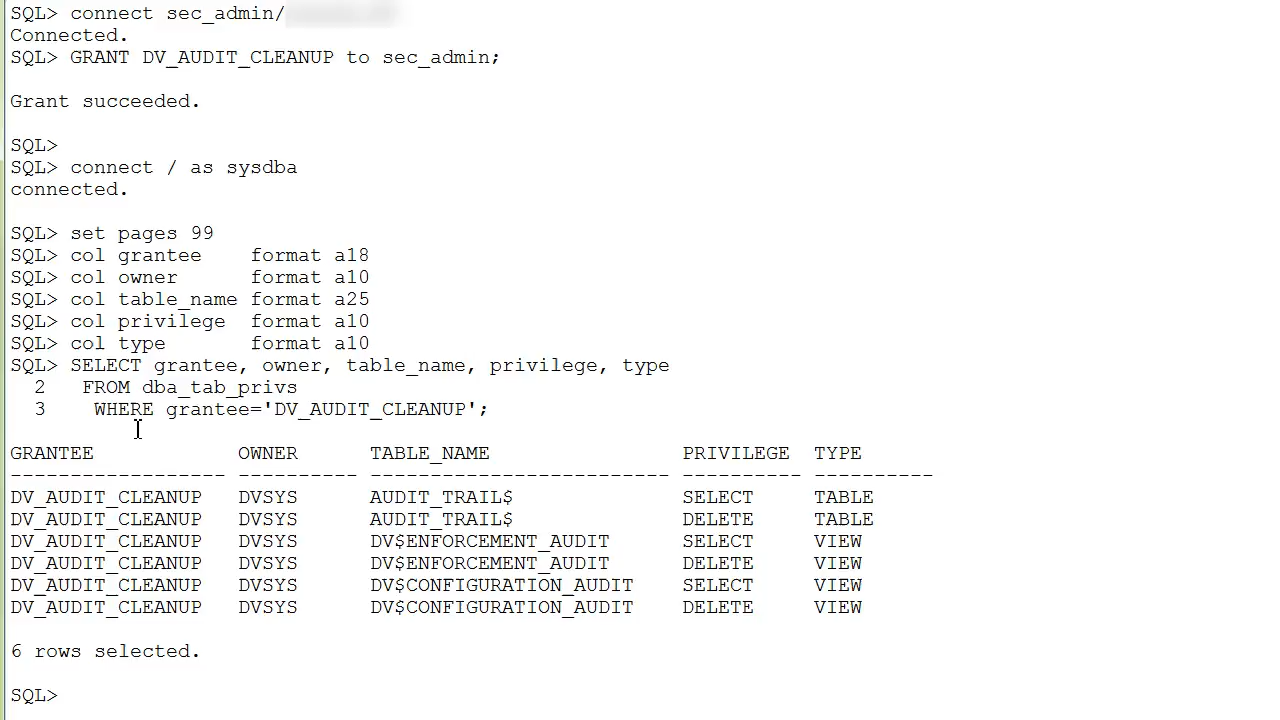 SQL> connect sec_admin/
Connected.
SQL> GRANT DV_AUDIT_CLEANUP to sec_admin;
Grant succeeded.
SQL>
SQL> connect / as sysdba
connected.
SQL> set pages 99
SQL> col grantee    format a18
SQL> col owner      format a10
SQL> col table_name format a25
SQL> col privilege  format a10
SQL> col type       format a10
SQL> SELECT grantee, owner, table_name, privilege, type
  2   FROM dba_tab_privs
  3    WHERE grantee='DV_AUDIT_CLEANUP';
GRANTEE            OWNER      TABLE_NAME                PRIVILEGE  TYPE
------------------ ---------- ------------------------- ---------- ----------
DV_AUDIT_CLEANUP   DVSYS      AUDIT_TRAIL$              SELECT     TABLE
DV_AUDIT_CLEANUP   DVSYS      AUDIT_TRAIL$              DELETE     TABLE
DV_AUDIT_CLEANUP   DVSYS      DV$ENFORCEMENT_AUDIT      SELECT     VIEW
DV_AUDIT_CLEANUP   DVSYS      DV$ENFORCEMENT_AUDIT      DELETE     VIEW
DV_AUDIT_CLEANUP   DVSYS      DV$CONFIGURATION_AUDIT    SELECT     VIEW
DV_AUDIT_CLEANUP   DVSYS      DV$CONFIGURATION_AUDIT    DELETE     VIEW
6 rows selected.
SQL>